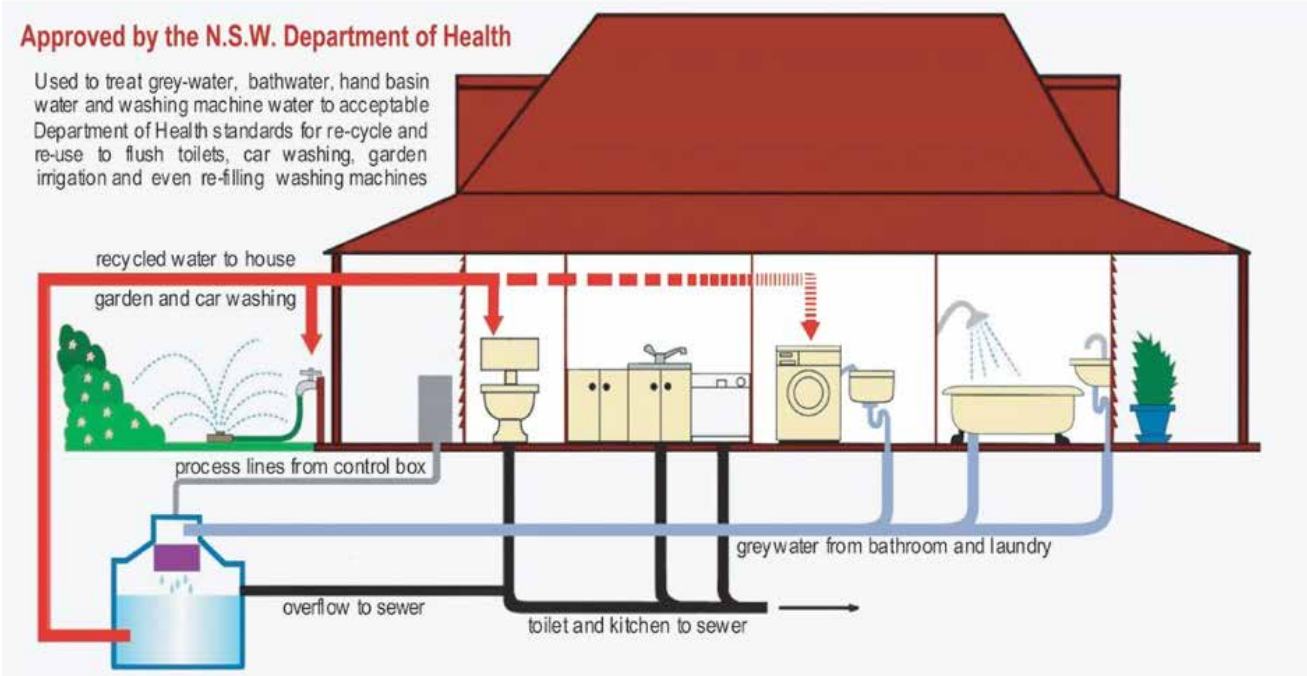 Approved by the N.S.W. Department of Health
Used to treat grey-water, bathwater, hand basin
water and washing machine water to acceptable
Department of Health standards for re-cycle and
re-use to flush toilets, car washing, garden
irrigation and even re-filling washing machines
recycled water to house
garden and car washing
process lines from control box
greywater from bathroom and laundry
overflow to sewer
toilet and kitchen to sewer